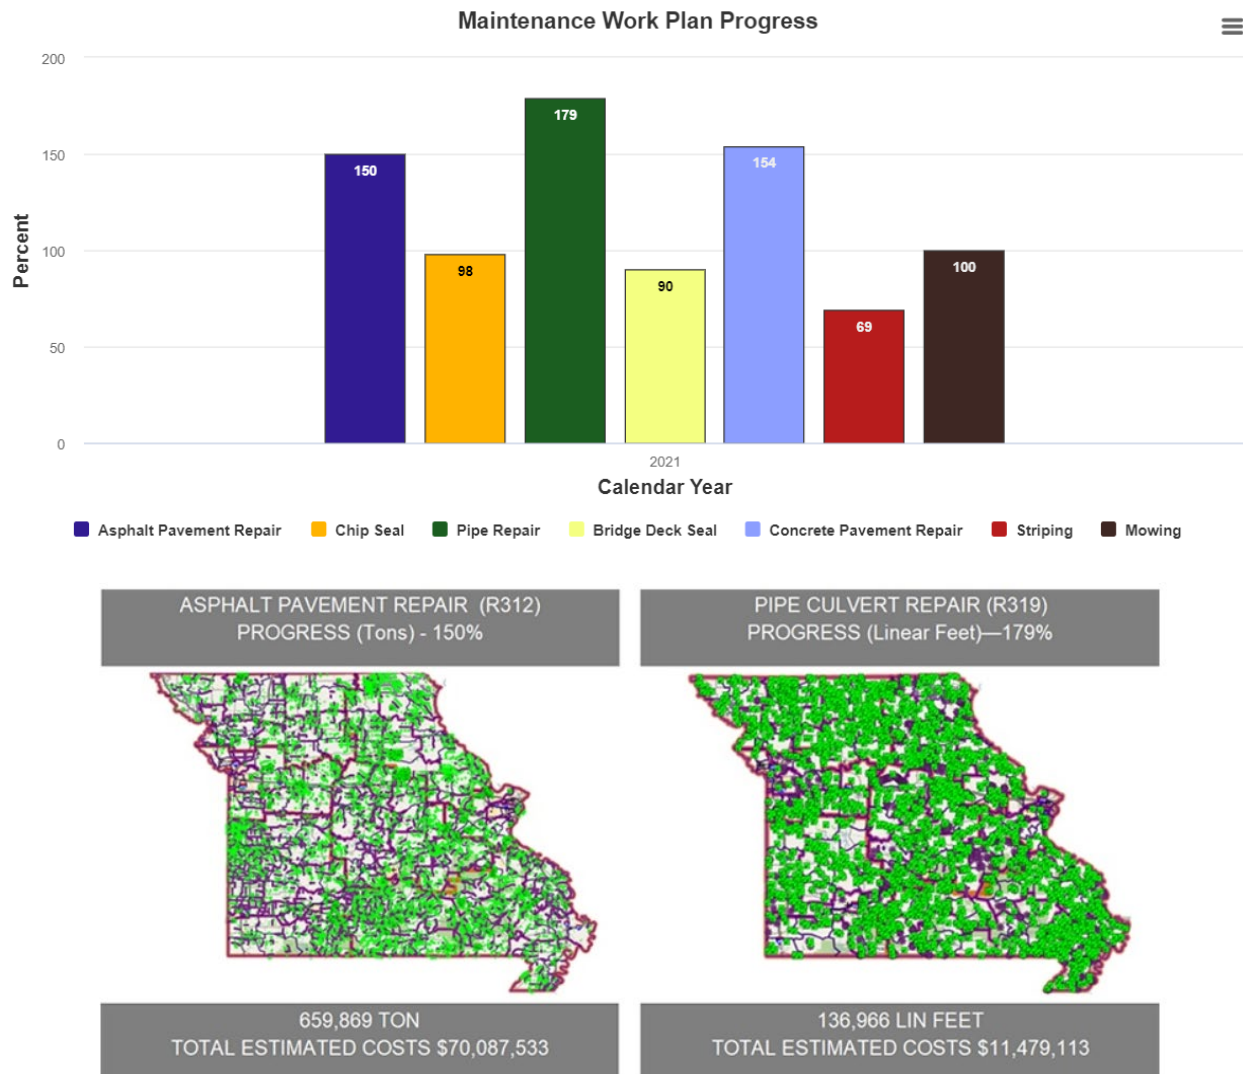 Maintenance Work Plan Progress
200
150
100
50
0
Percent
150
98
179
90
154
69
100
2021
Calendar Year
Asphalt Pavement Repair Chip Seal Pipe Repair Bridge Deck Seal Concrete Pavement Repair Striping Mowing
ASPHALT PAVEMENT REPAIR (R312)
PROGRESS (Tons) - 150%
659,869 TON
TOTAL ESTIMATED COSTS $70,087,533
PIPE CULVERT REPAIR (R319)
PROGRESS (Linear Feet)—179%
136,966 LIN FEET
TOTAL ESTIMATED COSTS $11,479,113